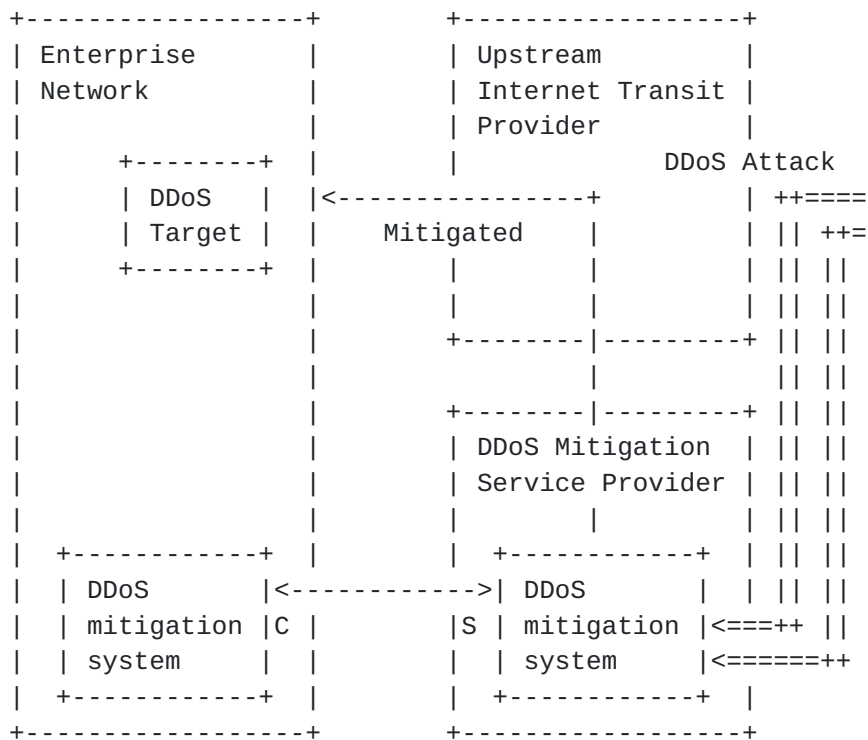 Enterprise
Network
Upstream
Internet Transit
Provider
DDoS Attack
DDoS
Target
Mitigated
DDoS Mitigation
Service Provider
DDoS
mitigation
system
C
S
DDoS
mitigation
system